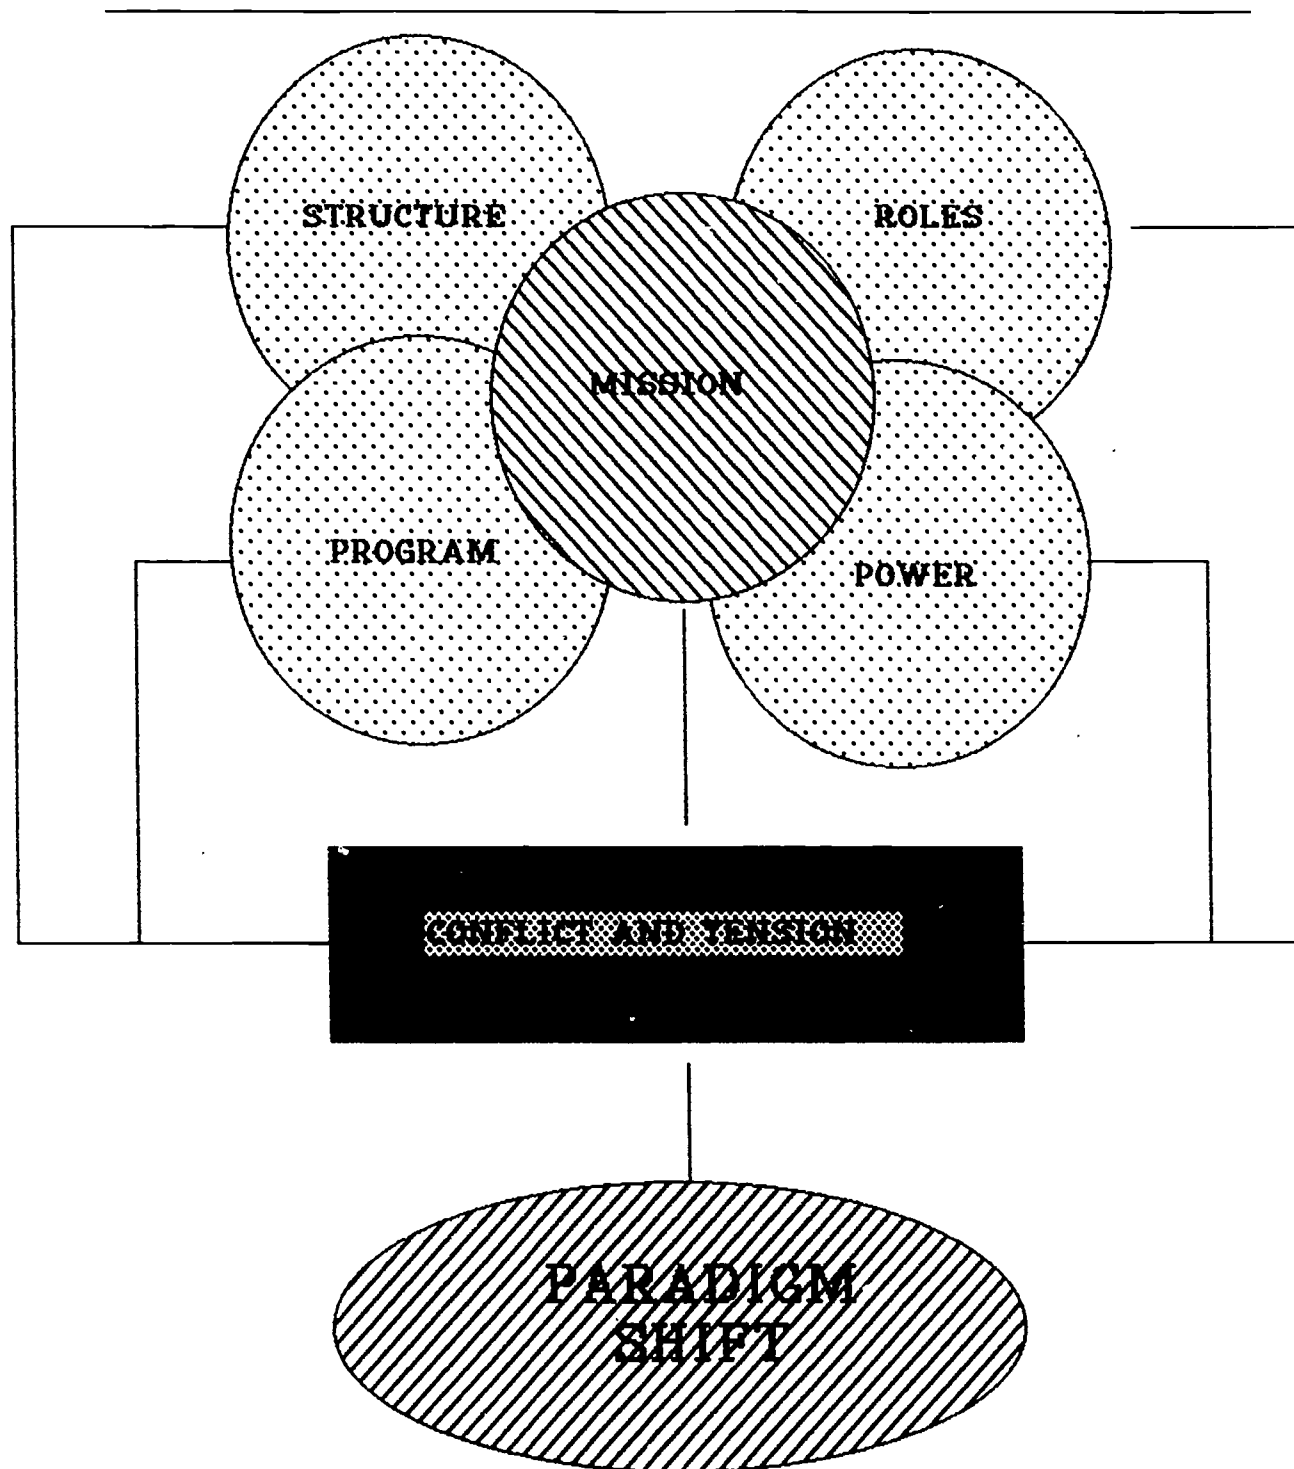 STRUCTURE
ROLES
MISSION
PROGRAM
POWER
CONFLICT AND TENSION
PARADIGM
SHIFT